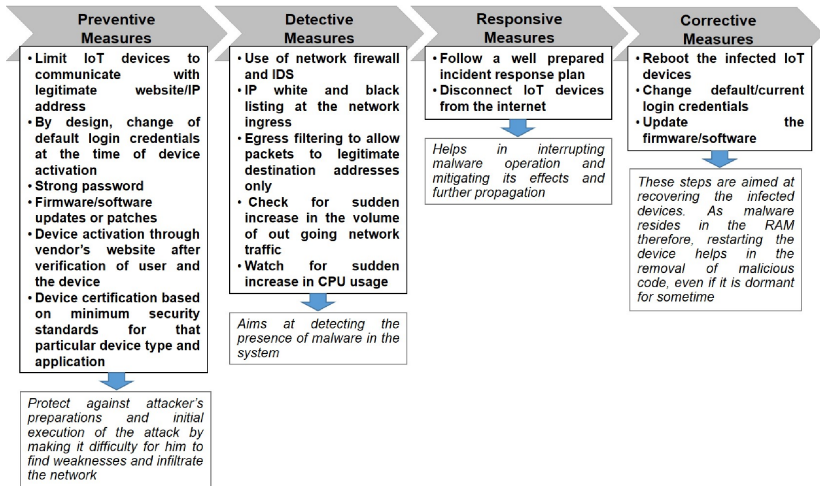 Preventive
Measures
• Limit IoT devices to
communicate with
legitimate website/IP
address
• By design, change of
default login credentials
at the time of device
activation
• Strong password
• Firmware/software
updates or patches
• Device activation through
vendor's website after
verification of user and
the device
• Device certification based
on minimum security
standards for that
particular device type and
application
Protect against attacker's
preparations and initial
execution of the attack by
making it difficulty for him to
find weaknesses and infiltrate
the network
Detective
Measures
• Use of network firewall
and IDS
• IP white and black
listing at the network
ingress
• Egress filtering to allow
packets to legitimate
destination addresses
only
• Check for sudden
increase in the volume
of out going network
traffic
• Watch for sudden
increase in CPU usage
Aims at detecting the
presence of malware in the
system
Responsive
Measures
• Follow a well prepared
incident response plan
• Disconnect IoT devices
from the internet
Helps in interrupting
malware operation and
mitigating its effects and
further propagation
Corrective
Measures
• Reboot the infected IoT
devices
• Change default/current
login credentials
• Update the
firmware/software
These steps are aimed at
recovering the infected
devices. As malware
resides in the RAM
therefore, restarting the
device helps in the
removal of malicious
code, even if it is dormant
for sometime